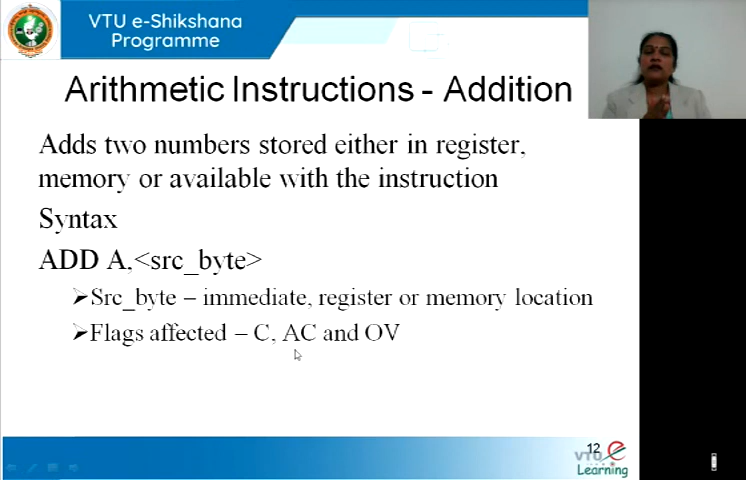 VTU e-Shikshana
Programme
Arithmetic Instructions - Addition
Adds two numbers stored either in register,
memory or available with the instruction
Syntax
ADD A,<src_byte>
➢Src_byte – immediate, register or memory location
➢Flags affected – C, AC and OV
12
VTU e
Learning